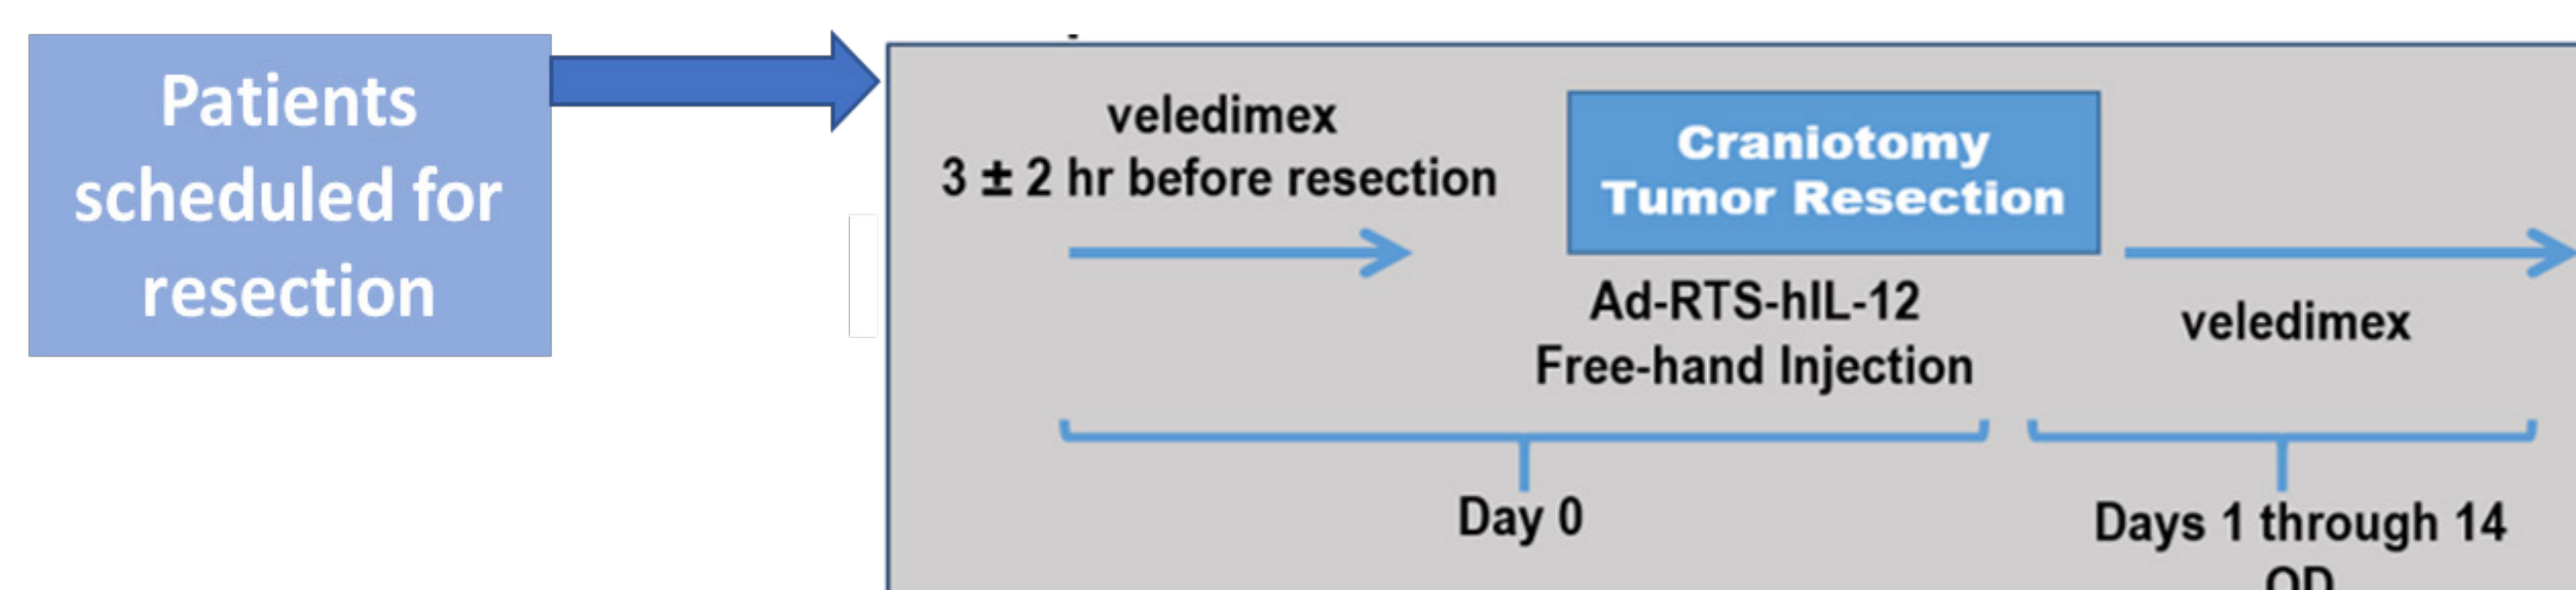 Patients
scheduled for
resection
veledimex
3 ± 2 hr before resection
Craniotomy
Tumor Resection
Ad-RTS-hIL-12
Free-hand Injection
veledimex
Day 0
Days 1 through 14